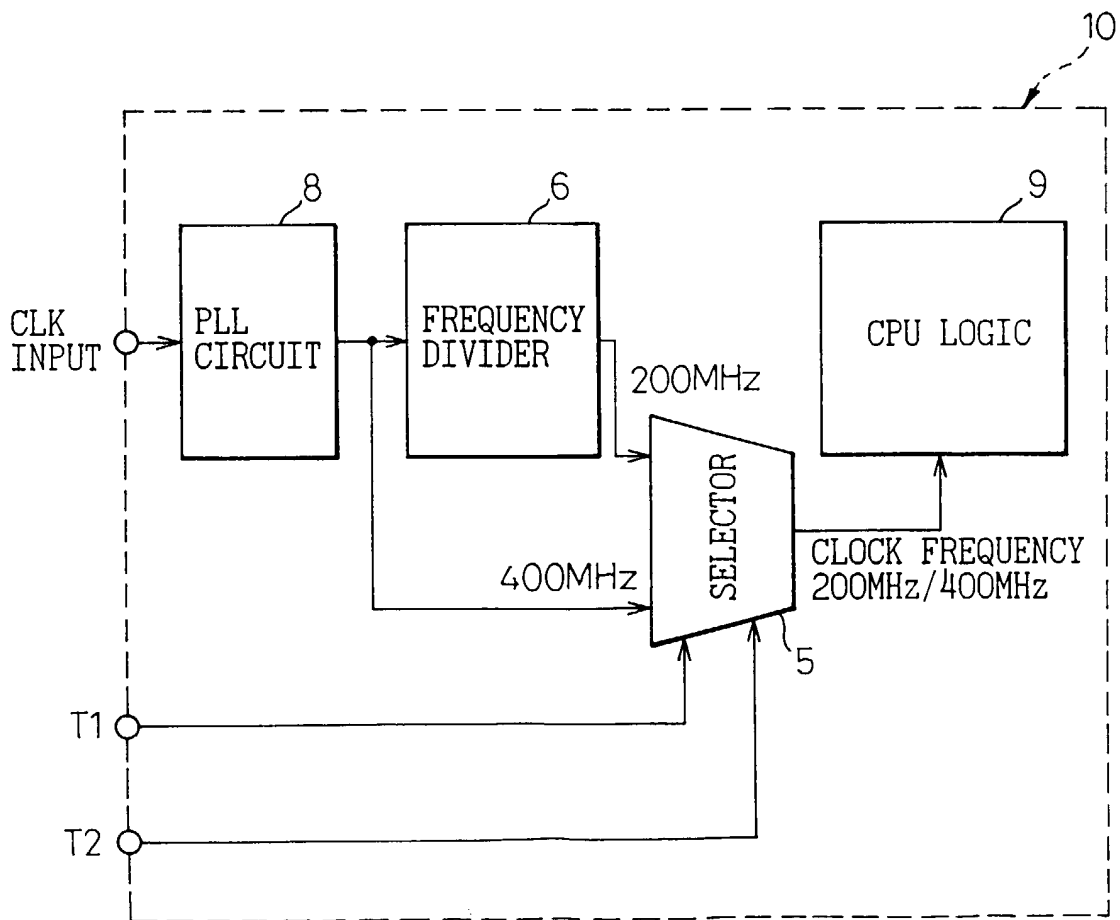 10
8
6
9
CLK
INPUT
PLL
CIRCUIT
FREQUENCY
DIVIDER
CPU LOGIC
200MHz
SELECTOR
400MHz
CLOCK FREQUENCY
200MHz/400MHz
5
T1
T2